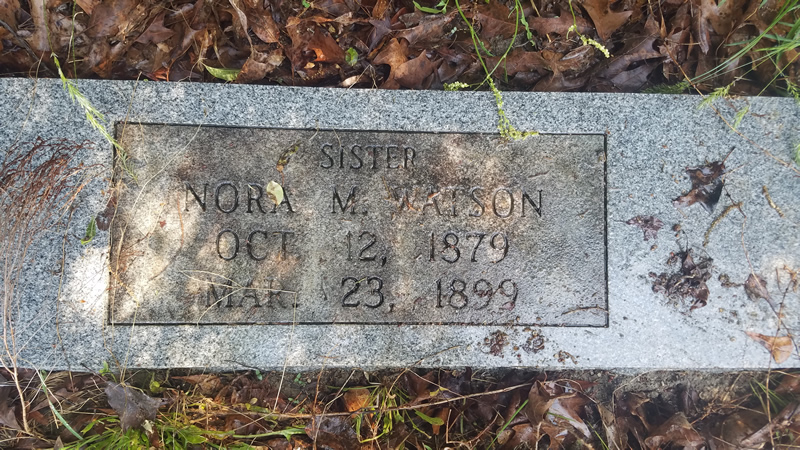 SISTER
NORA M. WATSON
OCT. 12, 1879
MAR. 23, 1899